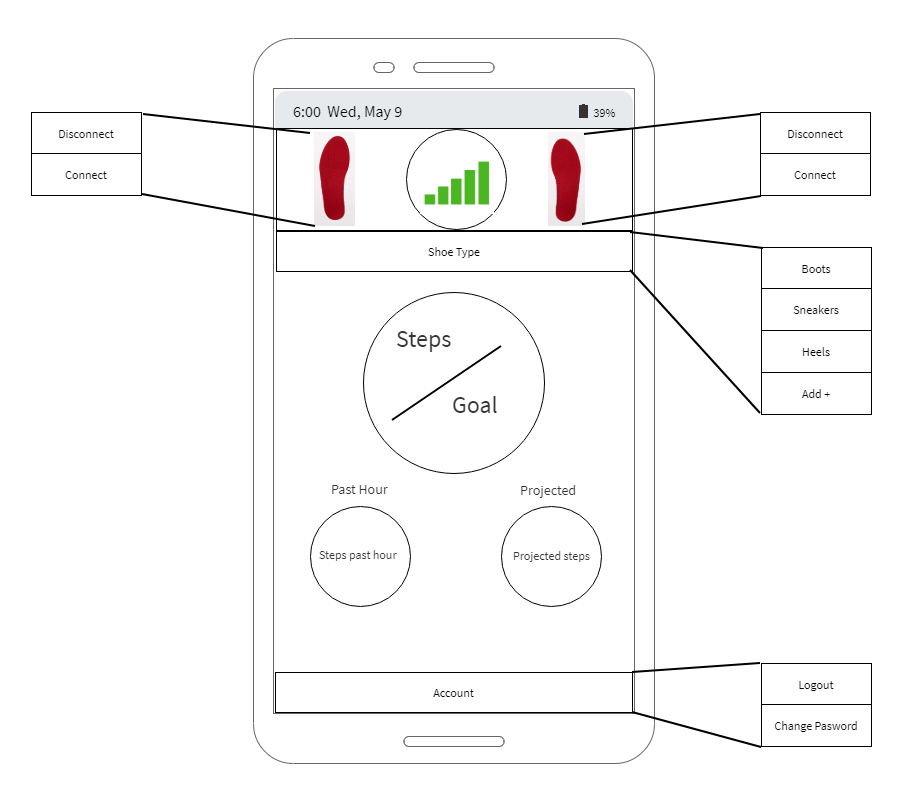 6:00 Wed, May 9
39%
Disconnect
Connect
Disconnect
Connect
Shoe Type
Boots
Sneakers
Heels
Add +
Steps
Goal
Past Hour
Projected
Steps past hour
Projected steps
Account
Logout
Change Pasword